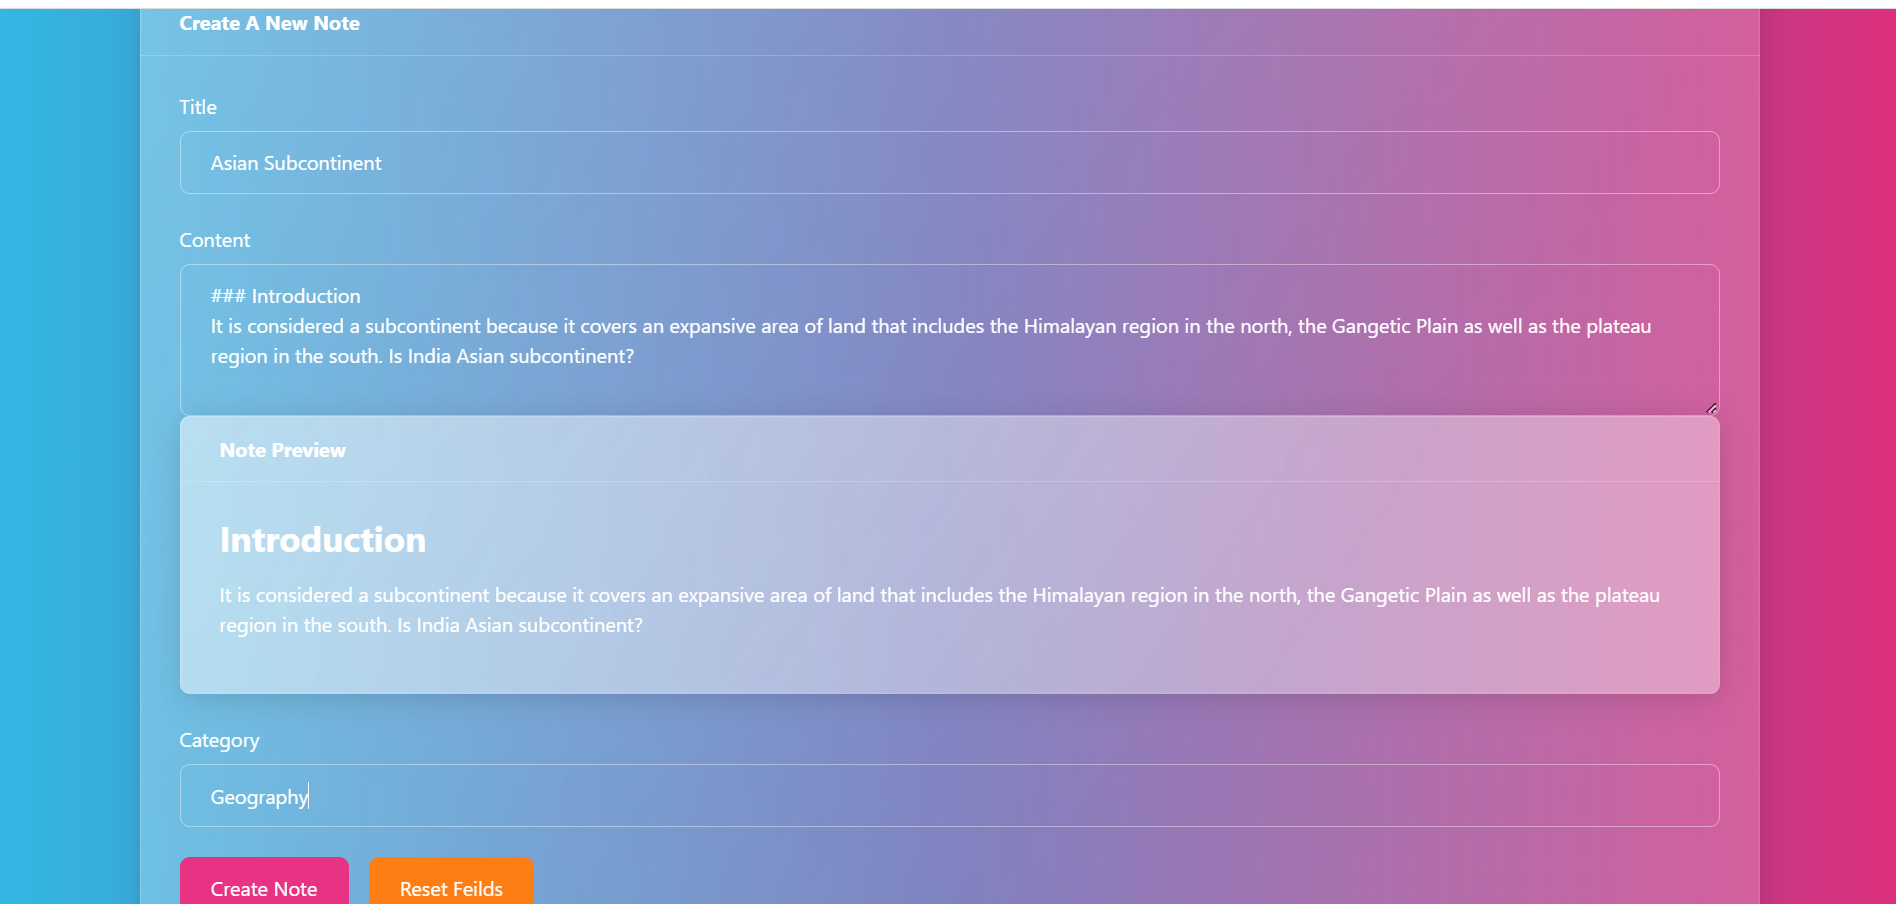 Create A New Note
Title
Asian Subcontinent
Content
### Introduction
It is considered a subcontinent because it covers an expansive area of land that includes the Himalayan region in the north, the Gangetic Plain as well as the plateau
region in the south. Is India Asian subcontinent?
Note Preview
Introduction
It is considered a subcontinent because it covers an expansive area of land that includes the Himalayan region in the north, the Gangetic Plain as well as the plateau
region in the south. Is India Asian subcontinent?
Category
Geography
Create Note
Reset Feilds